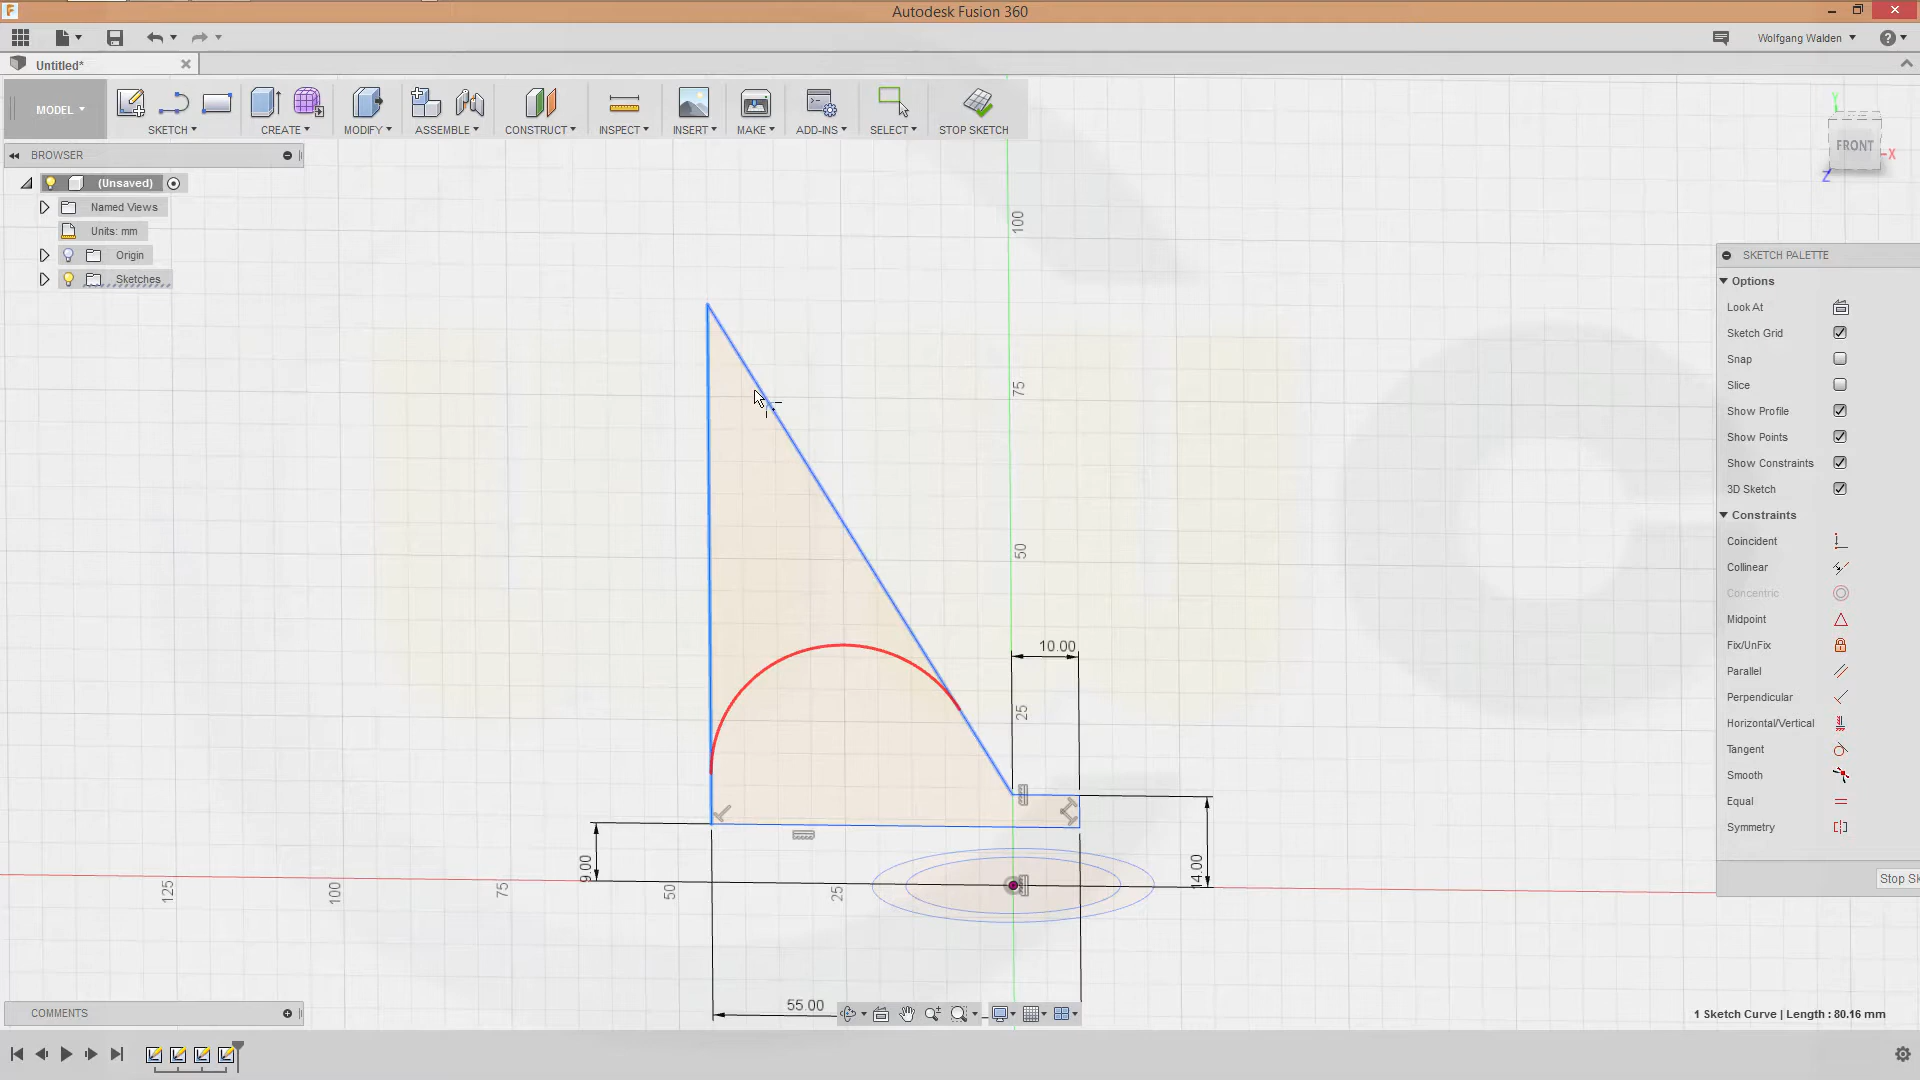 Autodesk Fusion 360
Wolfgang Walden
Untitled*
MODEL
SKETCH
CREATE
MODIFY
ASSEMBLE
CONSTRUCT
INSPECT
INSERT
MAKE
ADD-INS
SELECT
STOP SKETCH
BROWSER
(Unsaved)
Named Views
Units: mm
Origin
Sketches
Y
FRONT
X
Z
SKETCH PALETTE
Options
Look At
Sketch Grid
Snap
Slice
Show Profile
Show Points
Show Constraints
3D Sketch
Constraints
Coincident
Collinear
Concentric
Midpoint
Fix/UnFix
Parallel
Perpendicular
Horizontal/Vertical
Tangent
Smooth
Equal
Symmetry
Stop Sk
100
75
50
25
10.00
9.00
14.00
125
100
75
50
25
55.00
COMMENTS
1 Sketch Curve | Length : 80.16 mm